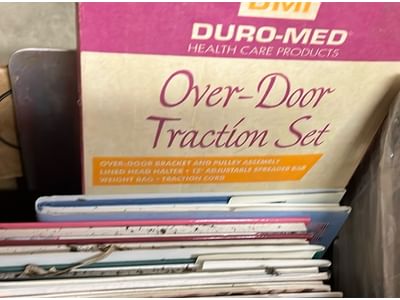 DMI
DURO-MED®
HEALTH CARE PRODUCTS
Over-Door
Traction Set
OVER-DOOR BRACKET AND PULLEY ASSEMBLY
LINED HEAD HALTER • 12" ADJUSTABLE SPREADER BAR
WEIGHT BAG • TRACTION CORD